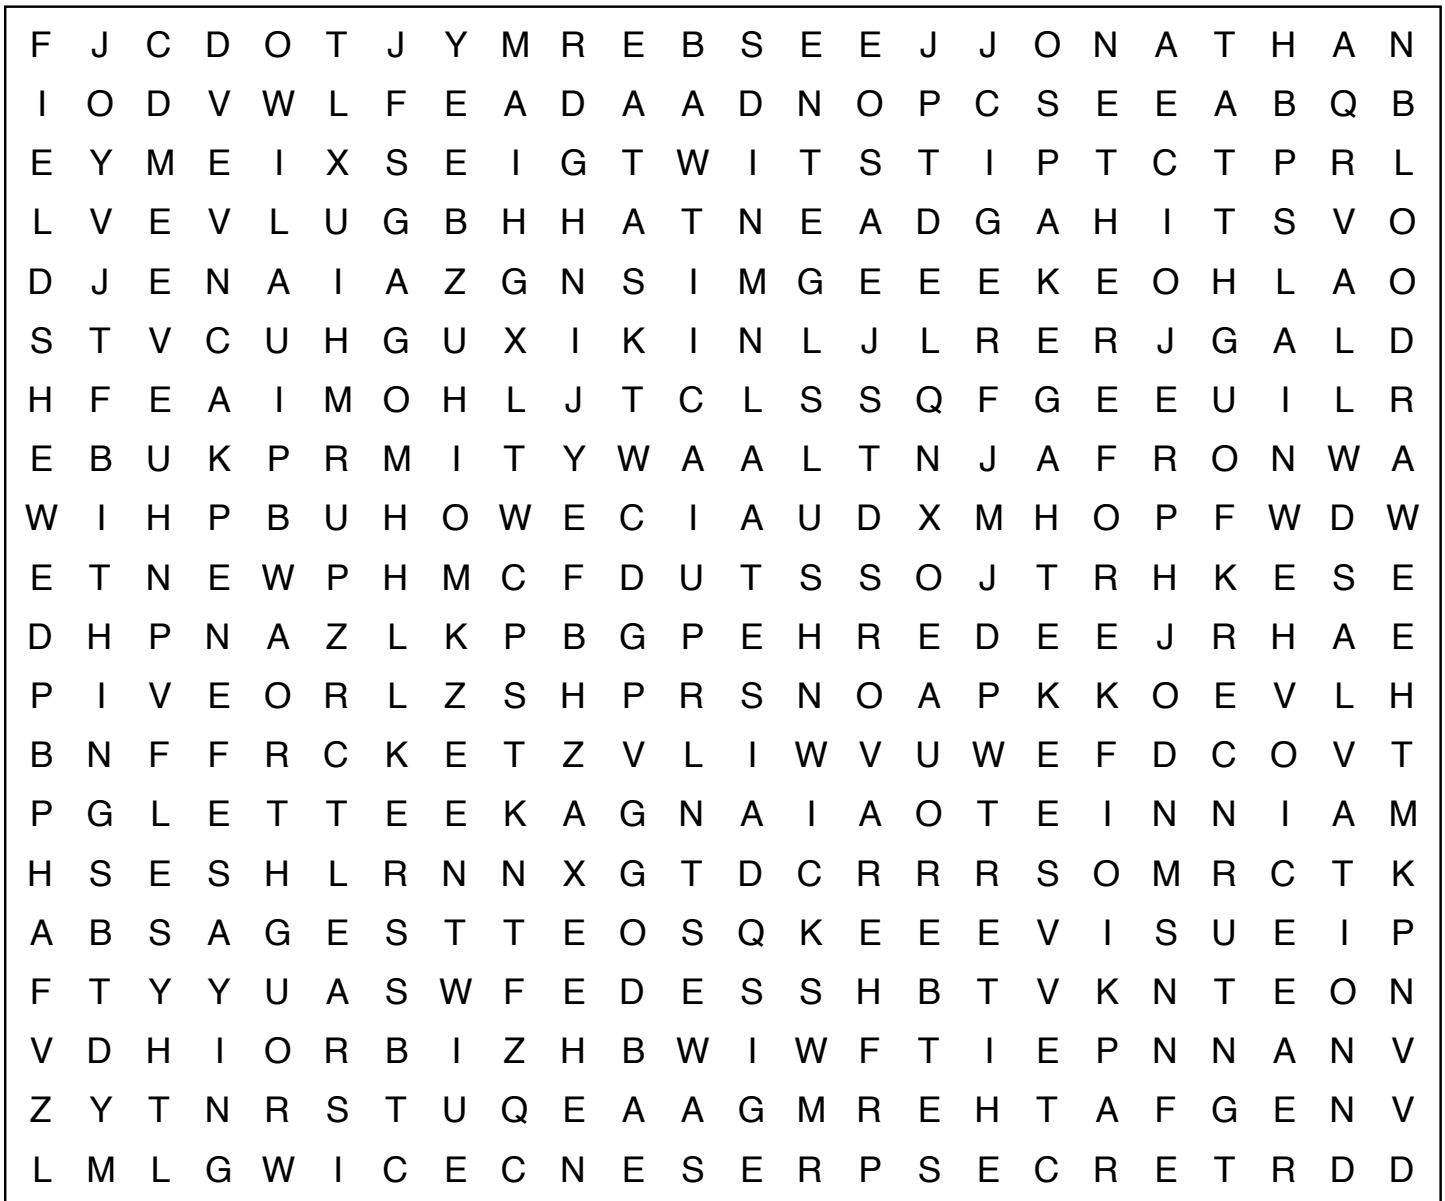 F J C D O T J Y M R E B S E E J J O N A T H A N
I O D V W L F E A D A A D N O P C S E E A B Q B
E Y M E I X S E I G T W I T S T I P T C T P R L
L V E V L U G B H H A T N E A D G A H I T S V O
D J E N A I A Z G N S I M G E E E K E O H L A O
S T V C U H G U X I K I N L J L R E R J G A L D
H F E A I M O H L J T C L S S Q F G E E U I L R
E B U K P R M I T Y W A A L T N J A F R O N W A
W I H P B U H O W E C I A U D X M H O P F W D W
E T N E W P H M C F D U T S S O J T R H K E S E
D H P N A Z L K P B G P E H R E D E E J R H A E
P I V E O R L Z S H P R S N O A P K K O E V L H
B N F F R C K E T Z V L I W V U W E F D C O V T
P G L E T T E E K A G N A I A O T E I N N I A M
H S E S H L R N N X G T D C R R R S O M R C T K
A B S A G E S T T E O S Q K E E E V I S U E I P
F T Y Y U A S W F E D E S S H B T V K N T E O N
V D H I O R B I Z H B W I W F T I E P N N A N V
Z Y T N R S T U Q E A A G M R E H T A F G E N V
L M L G W I C E C N E S E R P S E C R E T R D D